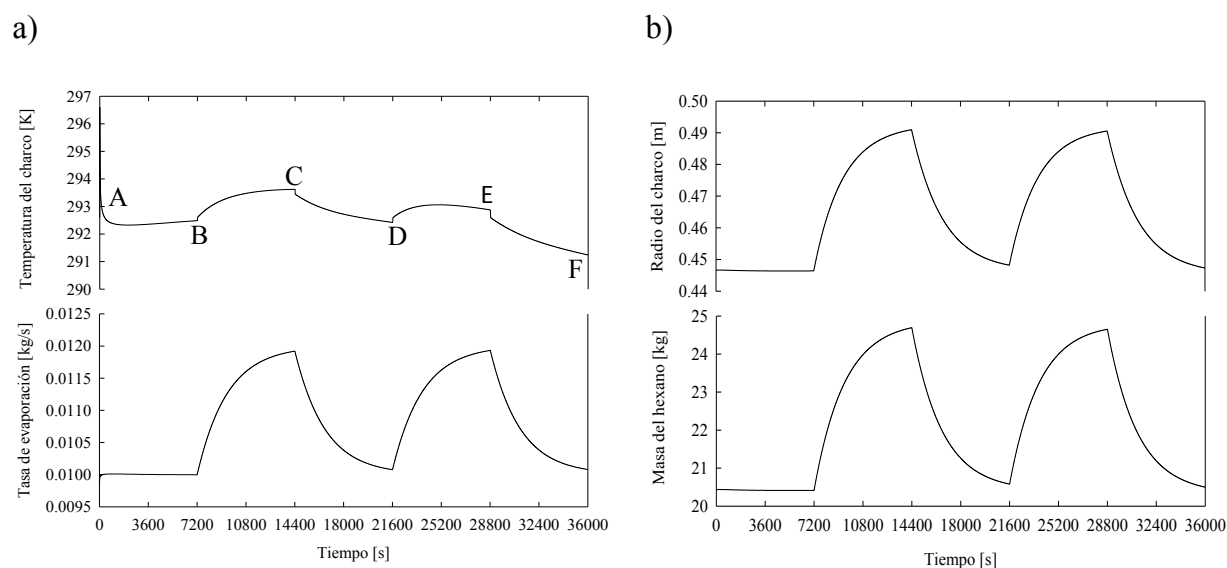 a)
b)
Temperatura del charco [K]
297
296
295
294
293
292
291
290
A
B
C
D
E
F
Tasa de evaporación [kg/s]
0.0125
0.0120
0.0115
0.0110
0.0105
0.0100
0.0095
0 3600 7200 10800 14400 18000 21600 25200 28800 32400 36000
Tiempo [s]
Radio del charco [m]
0.50
0.49
0.48
0.47
0.46
0.45
0.44
Masa del hexano [kg]
25
24
23
22
21
20
0 3600 7200 10800 14400 18000 21600 25200 28800 32400 36000
Tiempo [s]